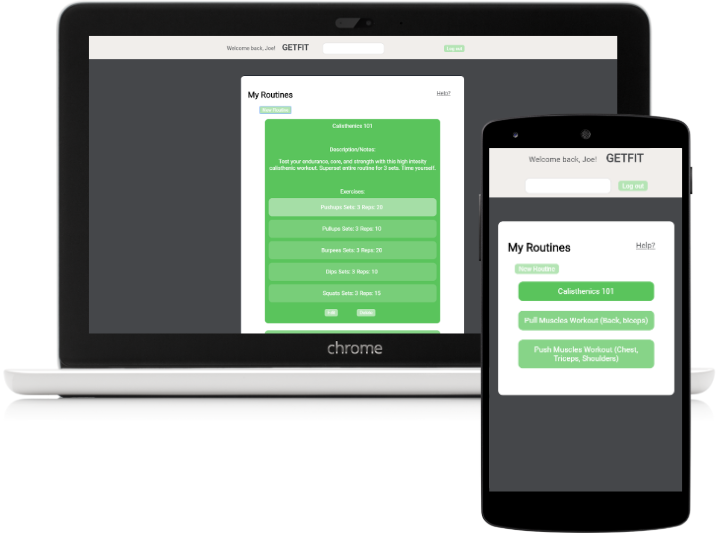 Welcome back, Joe! GETFIT
Log out
My Routines
Help?
New Routine
Calisthenics 101
Description/Notes:
Test your endurance, core, and strength with this high intesity
calisthenic workout. Superset entire routine for 3 sets. Time yourself.
Exercises:
Pushups Sets: 3 Reps: 20
Pullups Sets: 3 Reps: 10
Burpees Sets: 3 Reps: 20
Dips Sets: 3 Reps: 10
Squats Sets: 3 Reps: 15
chrome
Welcome back, Joe! GETFIT
Log out
My Routines
Help?
New Routine
Calisthenics 101
Pull Muscles Workout (Back, biceps)
Push Muscles Workout (Chest,
Triceps, Shoulders)